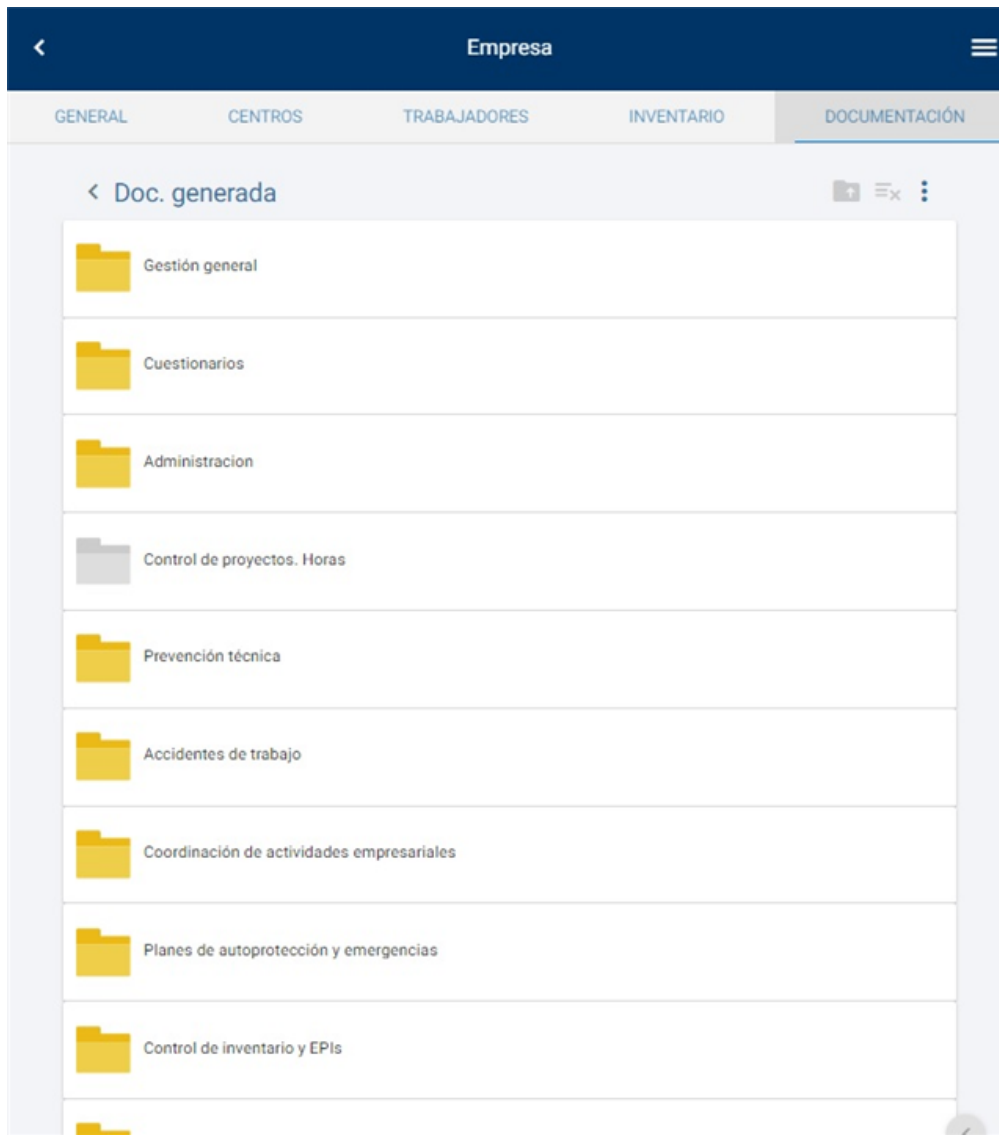 Empresa
GENERAL
CENTROS
TRABAJADORES
INVENTARIO
DOCUMENTACIÓN
Doc. generada
Gestión general
Cuestionarios
Administracion
Control de proyectos. Horas
Prevención técnica
Accidentes de trabajo
Coordinación de actividades empresariales
Planes de autoprotección y emergencias
Control de inventario y EPIs